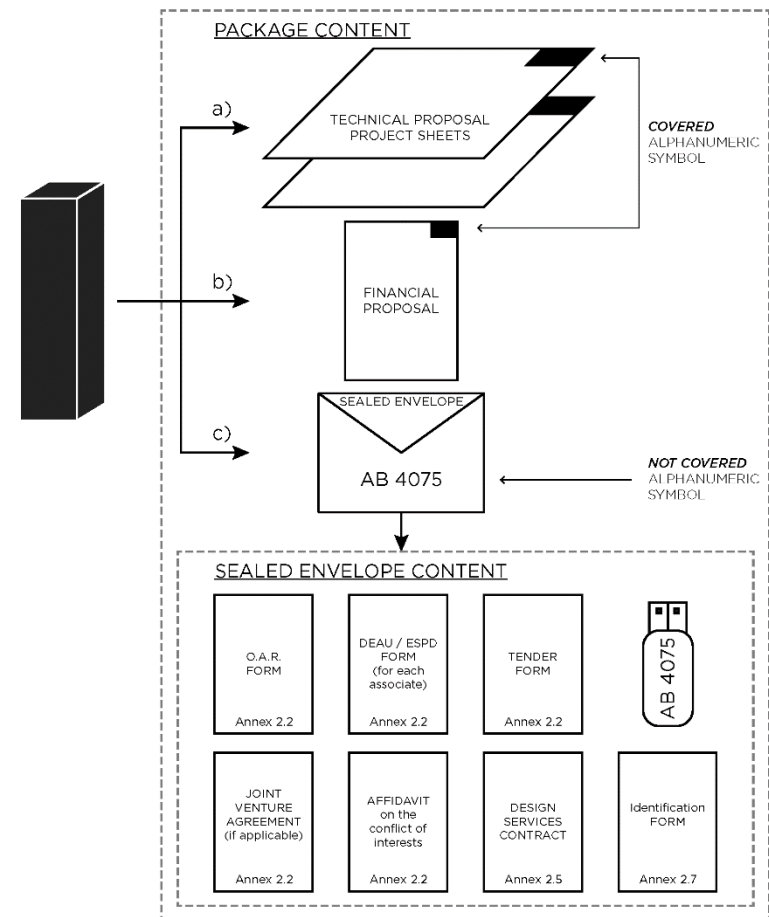 PACKAGE CONTENT
a)
TECHNICAL PROPOSAL
PROJECT SHEETS
COVERED
ALPHANUMERIC
SYMBOL
b)
FINANCIAL
PROPOSAL
c)
SEALED ENVELOPE
AB 4075
NOT COVERED
ALPHANUMERIC
SYMBOL
SEALED ENVELOPE CONTENT
O.A.R.
FORM
Annex 2.2
DEAU / ESPD
FORM
(for each
associate)
Annex 2.2
TENDER
FORM
Annex 2.2
AB 4075
JOINT
VENTURE
AGREEMENT
(if applicable)
Annex 2.2
AFFIDAVIT
on the
conflict of
interests
Annex 2.2
DESIGN
SERVICES
CONTRACT
Annex 2.5
Identification
FORM
Annex 2.7